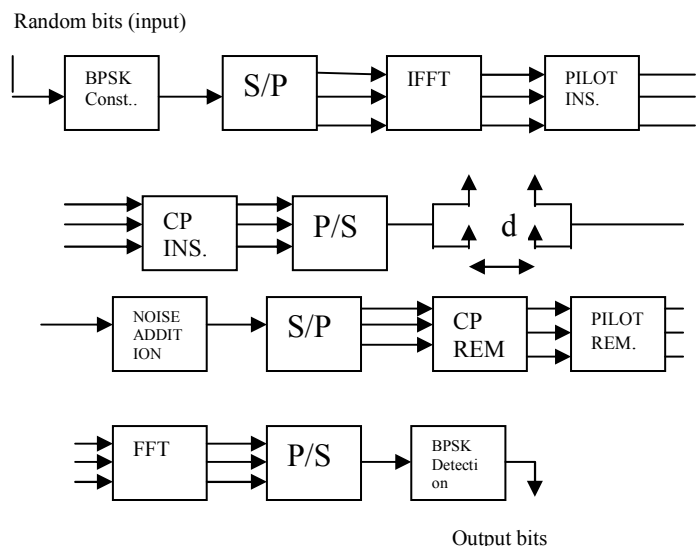 Random bits (input)
BPSK
Const..
S/P
IFFT
PILOT
INS.
CP
INS.
P/S
d
NOISE
ADDIT
ION
S/P
CP
REM
PILOT
REM.
FFT
P/S
BPSK
Detecti
on
Output bits